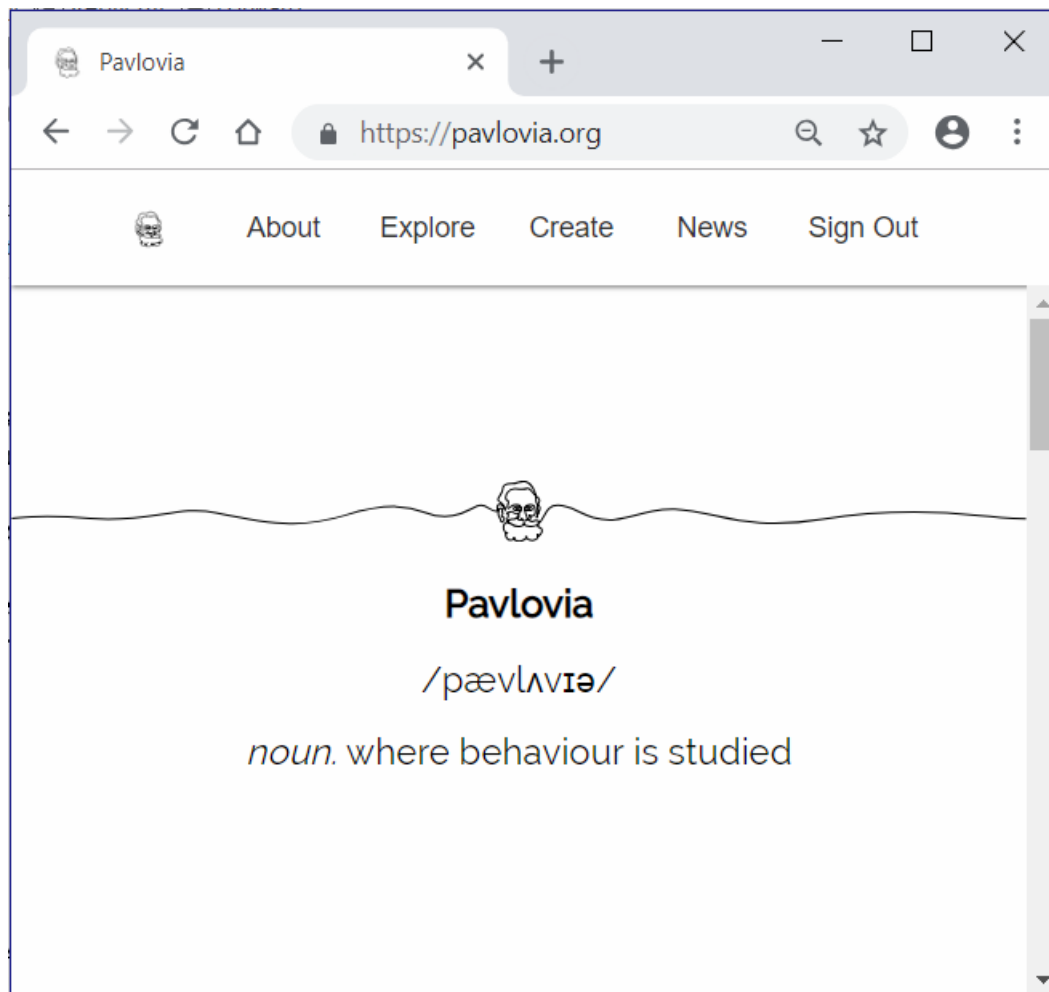 Pavlovia
https://pavlovia.org
About Explore Create News Sign Out
Pavlovia
/pævlʌvɪə/
noun. where behaviour is studied